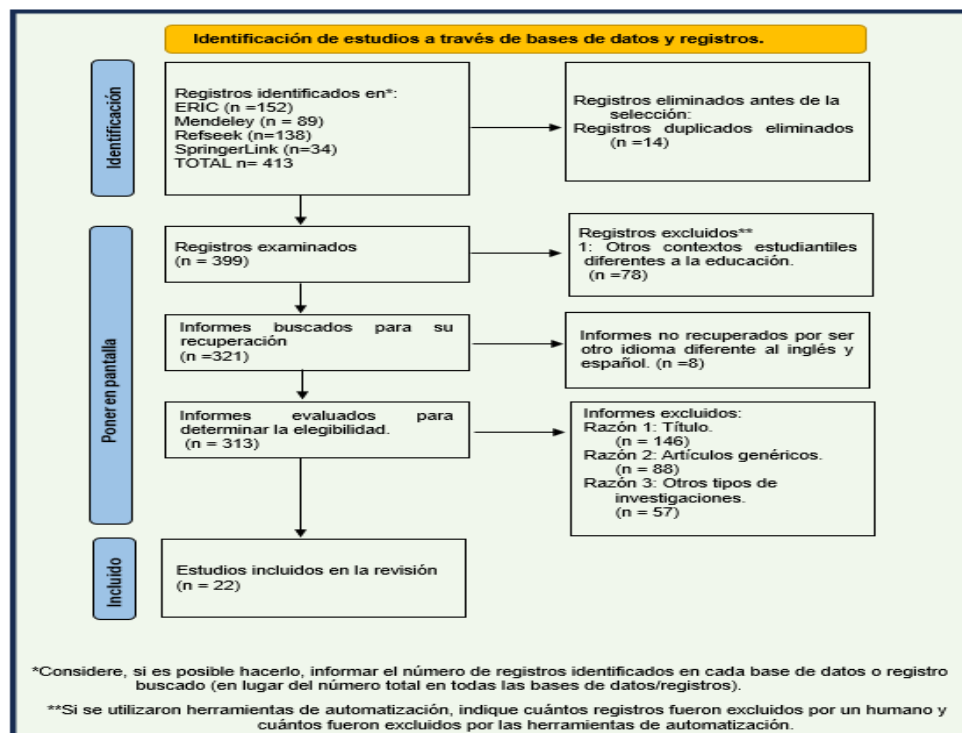 Identificación de estudios a través de bases de datos y registros.
Identificación
Registros identificados en*:
ERIC (n =152)
Mendeley (n = 89)
Refseek (n=138)
SpringerLink (n=34)
TOTAL n= 413
Registros eliminados antes de la
selección:
Registros duplicados eliminados
(n =14)
Poner en pantalla
Registros examinados
(n = 399)
Registros excluidos**
1: Otros contextos estudiantiles
diferentes a la educación.
(n =78)
Informes buscados para su
recuperación
(n =321)
Informes no recuperados por ser
otro idioma diferente al inglés y
español. (n =8)
Informes evaluados para
determinar la elegibilidad.
(n = 313)
Informes excluidos:
Razón 1: Título.
(n = 146)
Razón 2: Artículos genéricos.
(n = 88)
Razón 3: Otros tipos de
investigaciones.
(n = 57)
Incluido
Estudios incluidos en la revisión
(n = 22)
*Considere, si es posible hacerlo, informar el número de registros identificados en cada base de datos o registro
buscado (en lugar del número total en todas las bases de datos/registros).
**Si se utilizaron herramientas de automatización, indique cuántos registros fueron excluidos por un humano y
cuántos fueron excluidos por las herramientas de automatización.